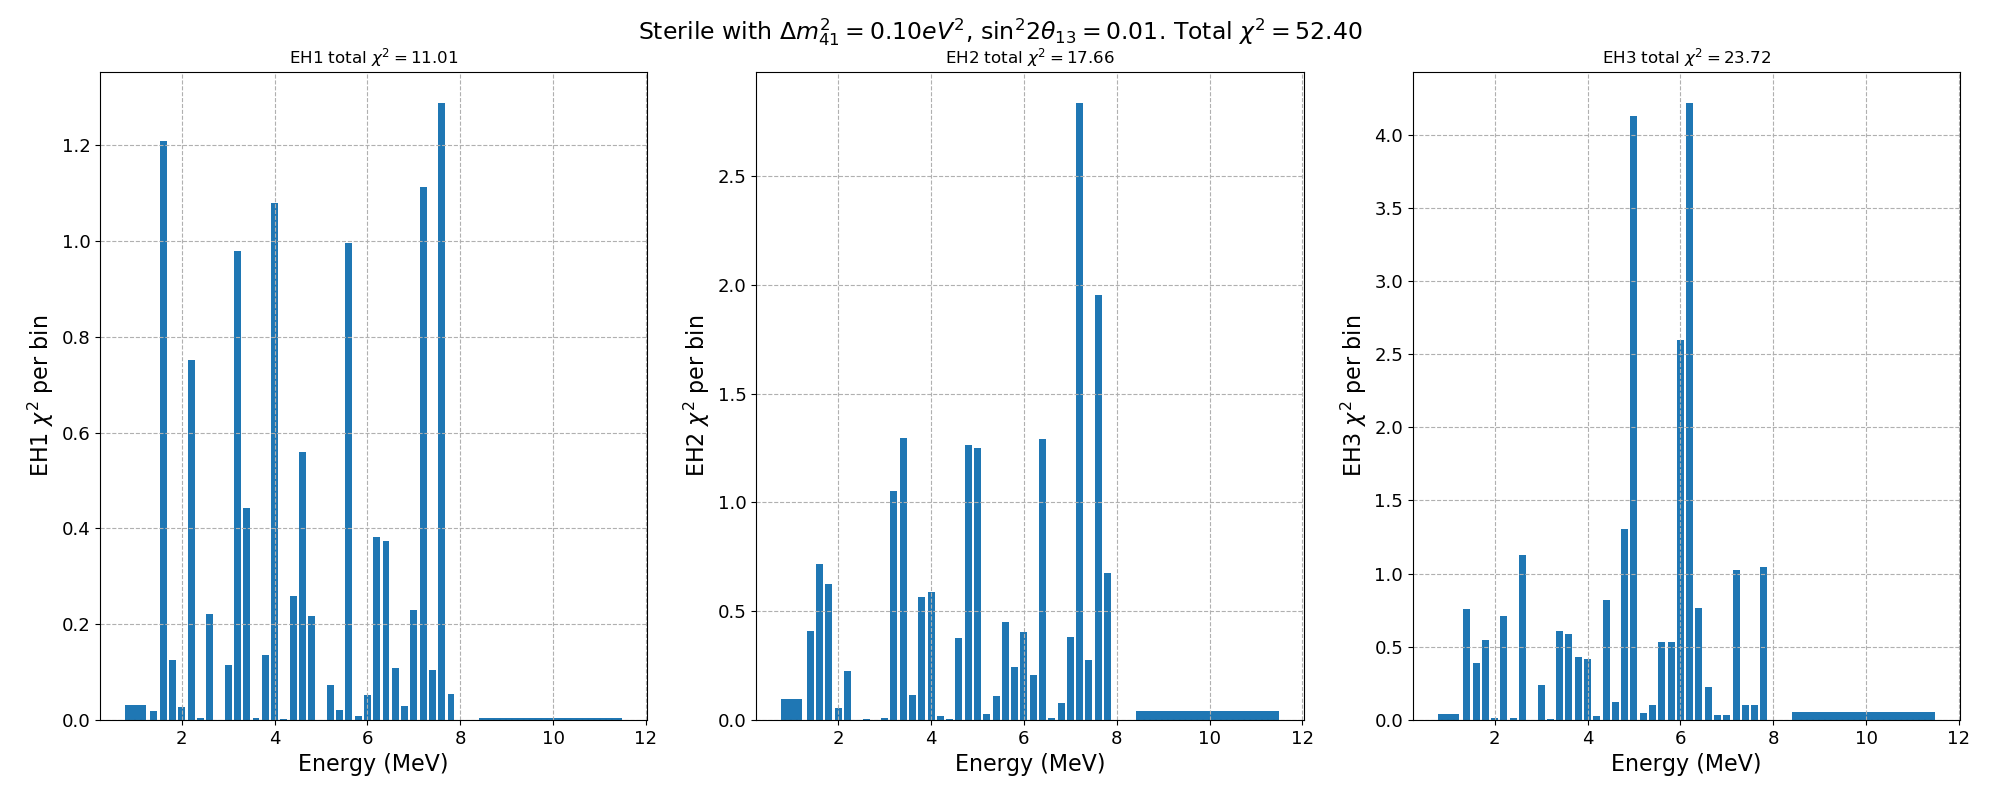 Sterile with Δm²₄₁ = 0.10eV², sin²2θ₁₃ = 0.01. Total χ² = 52.40
EH1 total χ² = 11.01
EH1 χ² per bin
1.2
1.0
0.8
0.6
0.4
0.2
0.0
2 4 6 8 10 12
Energy (MeV)
EH2 total χ² = 17.66
EH2 χ² per bin
2.5
2.0
1.5
1.0
0.5
0.0
2 4 6 8 10 12
Energy (MeV)
EH3 total χ² = 23.72
EH3 χ² per bin
4.0
3.5
3.0
2.5
2.0
1.5
1.0
0.5
0.0
2 4 6 8 10 12
Energy (MeV)